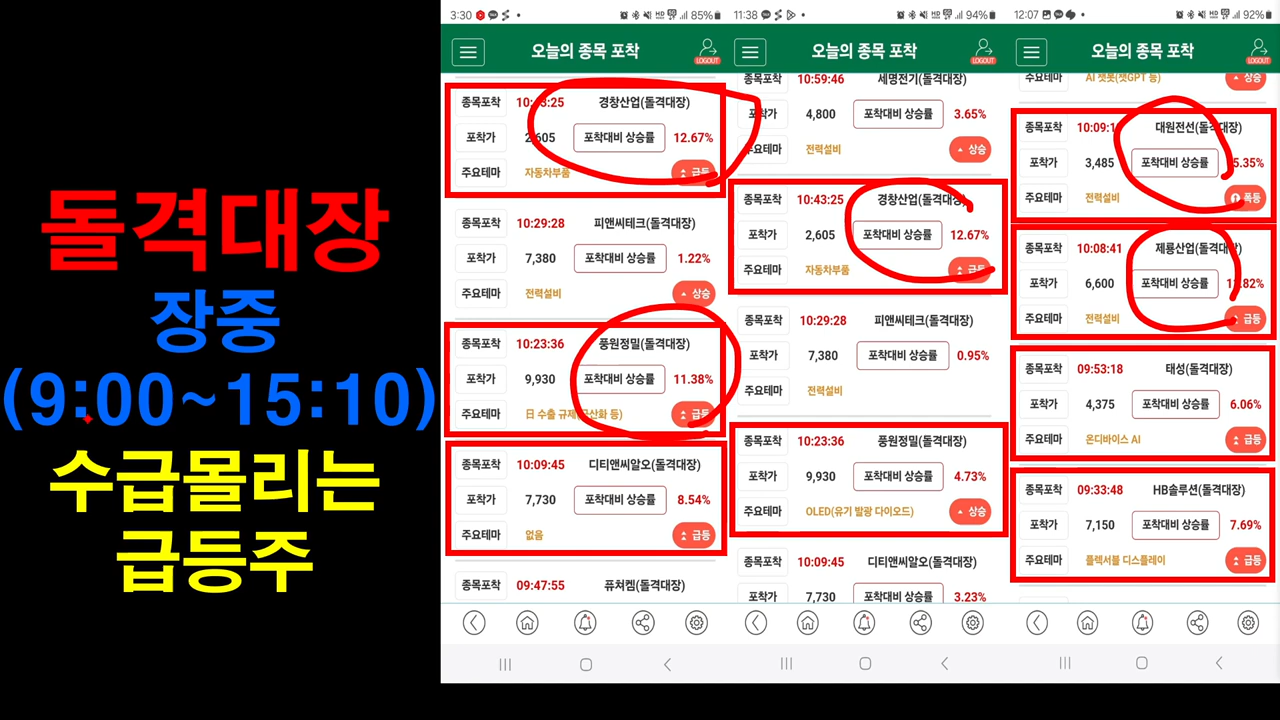 돌격대장
장중
(9:00~15:10)
수급몰리는
급등주
3:30 85%
오늘의 종목 포착
LOGOUT
종목포착 경창산업(돌격대장)
포착가 2,605 포착대비 상승률 12.67%
주요테마 자동차부품 급등
종목포착 10:29:28 피앤씨테크(돌격대장)
포착가 7,380 포착대비 상승률 1.22%
주요테마 전력설비 상승
종목포착 10:23:36 풍원정밀(돌격대장)
포착가 9,930 포착대비 상승률 11.38%
주요테마 日 수출 규제(국산화 등) 급등
종목포착 10:09:45 디티앤씨알오(돌격대장)
포착가 7,730 포착대비 상승률 8.54%
주요테마 없음 급등
종목포착 09:47:55 퓨쳐켐(돌격대장)
11:38 94%
오늘의 종목 포착
LOGOUT
종목포착 10:59:46 세명전기(돌격대장)
포착가 4,800 포착대비 상승률 3.65%
주요테마 전력설비 상승
종목포착 10:43:25 경창산업(돌격대장)
포착가 2,605 포착대비 상승률 12.67%
주요테마 자동차부품 급등
종목포착 10:29:28 피앤씨테크(돌격대장)
포착가 7,380 포착대비 상승률 0.95%
주요테마 전력설비
종목포착 10:23:36 풍원정밀(돌격대장)
포착가 9,930 포착대비 상승률 4.73%
주요테마 OLED(유기 발광 다이오드) 상승
종목포착 10:09:45 디티앤씨알오(돌격대장)
포착가 7,730 포착대비 상승률 3.23%
12:07 92%
오늘의 종목 포착
LOGOUT
주요테마 AI 챗봇(챗GPT 등) 상승
종목포착 대원전선(돌격대장)
포착가 3,485 포착대비 상승률
주요테마 전력설비 폭등
종목포착 10:08:41 제룡산업(돌격대장)
포착가 6,600 포착대비 상승률
주요테마 전력설비 급등
종목포착 09:53:18 태성(돌격대장)
포착가 4,375 포착대비 상승률 6.06%
주요테마 온디바이스 AI 급등
종목포착 09:33:48 HB솔루션(돌격대장)
포착가 7,150 포착대비 상승률 7.69%
주요테마 플렉서블 디스플레이 급등